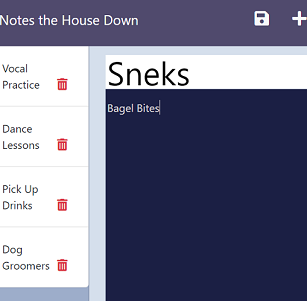 Notes the House Down
Vocal
Practice
Dance
Lessons
Pick Up
Drinks
Dog
Groomers
Sneks
Bagel Bites